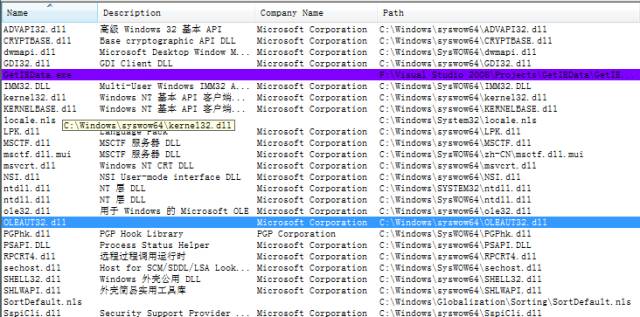 Name Description Company Name Path
ADVAPI32.dll 高级 Windows 32 基本 API Microsoft Corporation C:\Windows\syswow64\ADVAPI32.dll
CRYPTBASE.dll Base cryptographic API DLL Microsoft Corporation C:\Windows\syswow64\CRYPTBASE.dll
dwmapi.dll Microsoft Desktop Window M... Microsoft Corporation C:\Windows\SysWOW64\dwmapi.dll
GDI32.dll GDI Client DLL Microsoft Corporation C:\Windows\syswow64\GDI32.dll
GetIEData.exe F:\Visual Studio 2008\Projects\GetIEData\GetIE...
IMM32.DLL Multi-User Windows IMM32 A... Microsoft Corporation C:\Windows\SysWOW64\IMM32.DLL
kernel32.dll Windows NT 基本 API 客户端... Microsoft Corporation C:\Windows\syswow64\kernel32.dll
KERNELBASE.dll Windows NT 基本 API 客户端... Microsoft Corporation C:\Windows\syswow64\KERNELBASE.dll
locale.nls C:\Windows\System32\locale.nls
C:\Windows\syswow64\kernel32.dll
LPK.dll Language Pack Microsoft Corporation C:\Windows\syswow64\LPK.dll
MSCTF.dll MSCTF 服务器 DLL Microsoft Corporation C:\Windows\syswow64\MSCTF.dll
msctf.dll.mui MSCTF 服务器 DLL Microsoft Corporation C:\Windows\SysWOW64\zh-CN\msctf.dll.mui
msvcrt.dll Windows NT CRT DLL Microsoft Corporation C:\Windows\syswow64\msvcrt.dll
NSI.dll NSI User-mode interface DLL Microsoft Corporation C:\Windows\syswow64\NSI.dll
ntdll.dll NT 层 DLL Microsoft Corporation C:\Windows\SYSTEM32\ntdll.dll
ntdll.dll NT 层 DLL Microsoft Corporation C:\Windows\SysWOW64\ntdll.dll
ole32.dll 用于 Windows 的 Microsoft OLE Microsoft Corporation C:\Windows\syswow64\ole32.dll
OLEAUT32.dll Microsoft Corporation C:\Windows\syswow64\OLEAUT32.dll
PGPhk.dll PGP Hook Library PGP Corporation C:\Windows\SysWOW64\PGPhk.dll
PSAPI.DLL Process Status Helper Microsoft Corporation C:\Windows\syswow64\PSAPI.DLL
RPCRT4.dll 远程过程调用运行时 Microsoft Corporation C:\Windows\syswow64\RPCRT4.dll
sechost.dll Host for SCM/SDDL/LSA Look... Microsoft Corporation C:\Windows\SysWOW64\sechost.dll
SHELL32.dll Windows 外壳公用 DLL Microsoft Corporation C:\Windows\syswow64\SHELL32.dll
SHLWAPI.dll 外壳简易实用工具库 Microsoft Corporation C:\Windows\syswow64\SHLWAPI.dll
SortDefault.nls C:\Windows\Globalization\Sorting\SortDefault.nls
SspiCli.dll Security Support Provider ... Microsoft Corporation C:\Windows\syswow64\SspiCli.dll